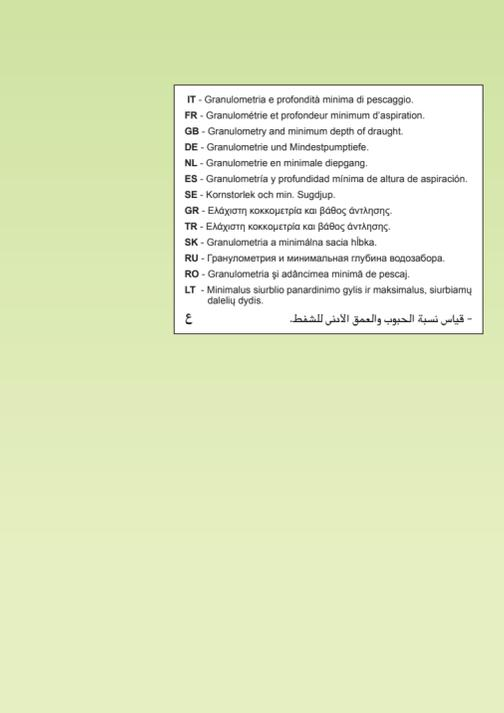 IT - Granulometria e profondità minima di pescaggio.
FR - Granulométrie et profondeur minimum d'aspiration.
GB - Granulometry and minimum depth of draught.
DE - Granulometrie und Mindestpumptiefe.
NL - Granulometrie en minimale diepgang.
ES - Granulometría y profundidad mínima de altura de aspiración.
SE - Kornstorlek och min. Sugdjup.
GR - Ελάχιστη κοκκομετρία και βάθος άντλησης.
TR - Ελάχιστη κοκκομετρία και βάθος άντλησης.
SK - Granulometria a minimálna sacia hĺbka.
RU - Гранулометрия и минимальная глубина водозабора.
RO - Granulometria şi adâncimea minimă de pescaj.
LT - Minimalus siurblio panardinimo gylis ir maksimalus, siurbiamų
dalelių dydis.
ع - قياس نسبة الحبوب والعمق الادنى للشفط.